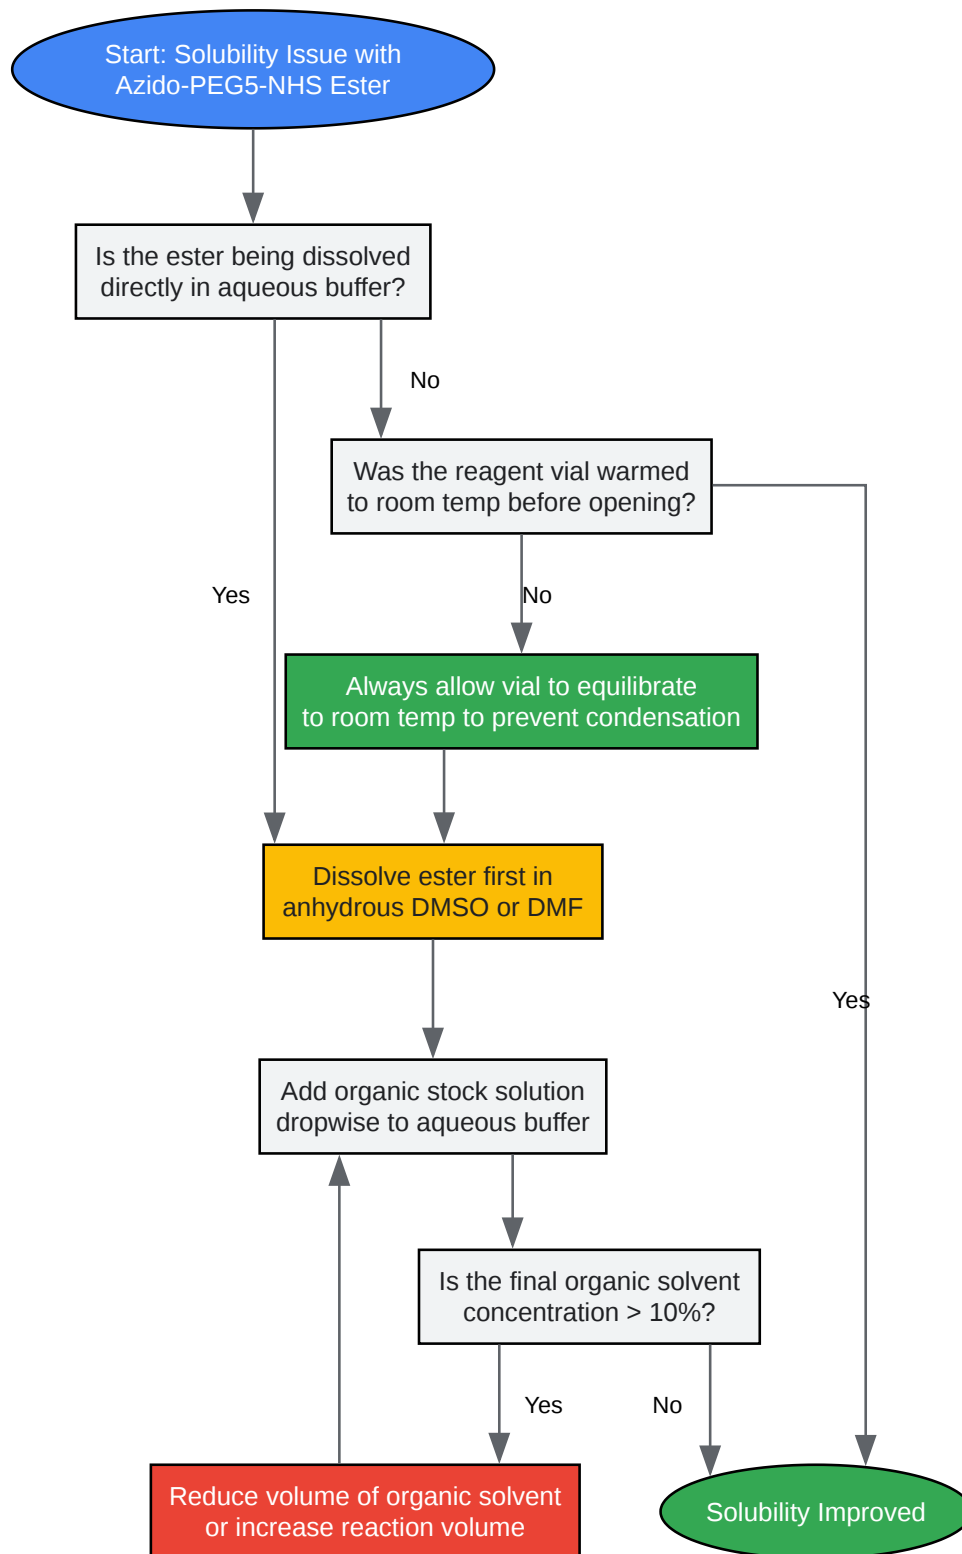 Start: Solubility Issue with
Azido-PEG5-NHS Ester
Is the ester being dissolved
directly in aqueous buffer?
No
Was the reagent vial warmed
to room temp before opening?
Yes
No
Always allow vial to equilibrate
to room temp to prevent condensation
Dissolve ester first in
anhydrous DMSO or DMF
Yes
Add organic stock solution
dropwise to aqueous buffer
Is the final organic solvent
concentration > 10%?
Yes
No
Reduce volume of organic solvent
or increase reaction volume
Solubility Improved